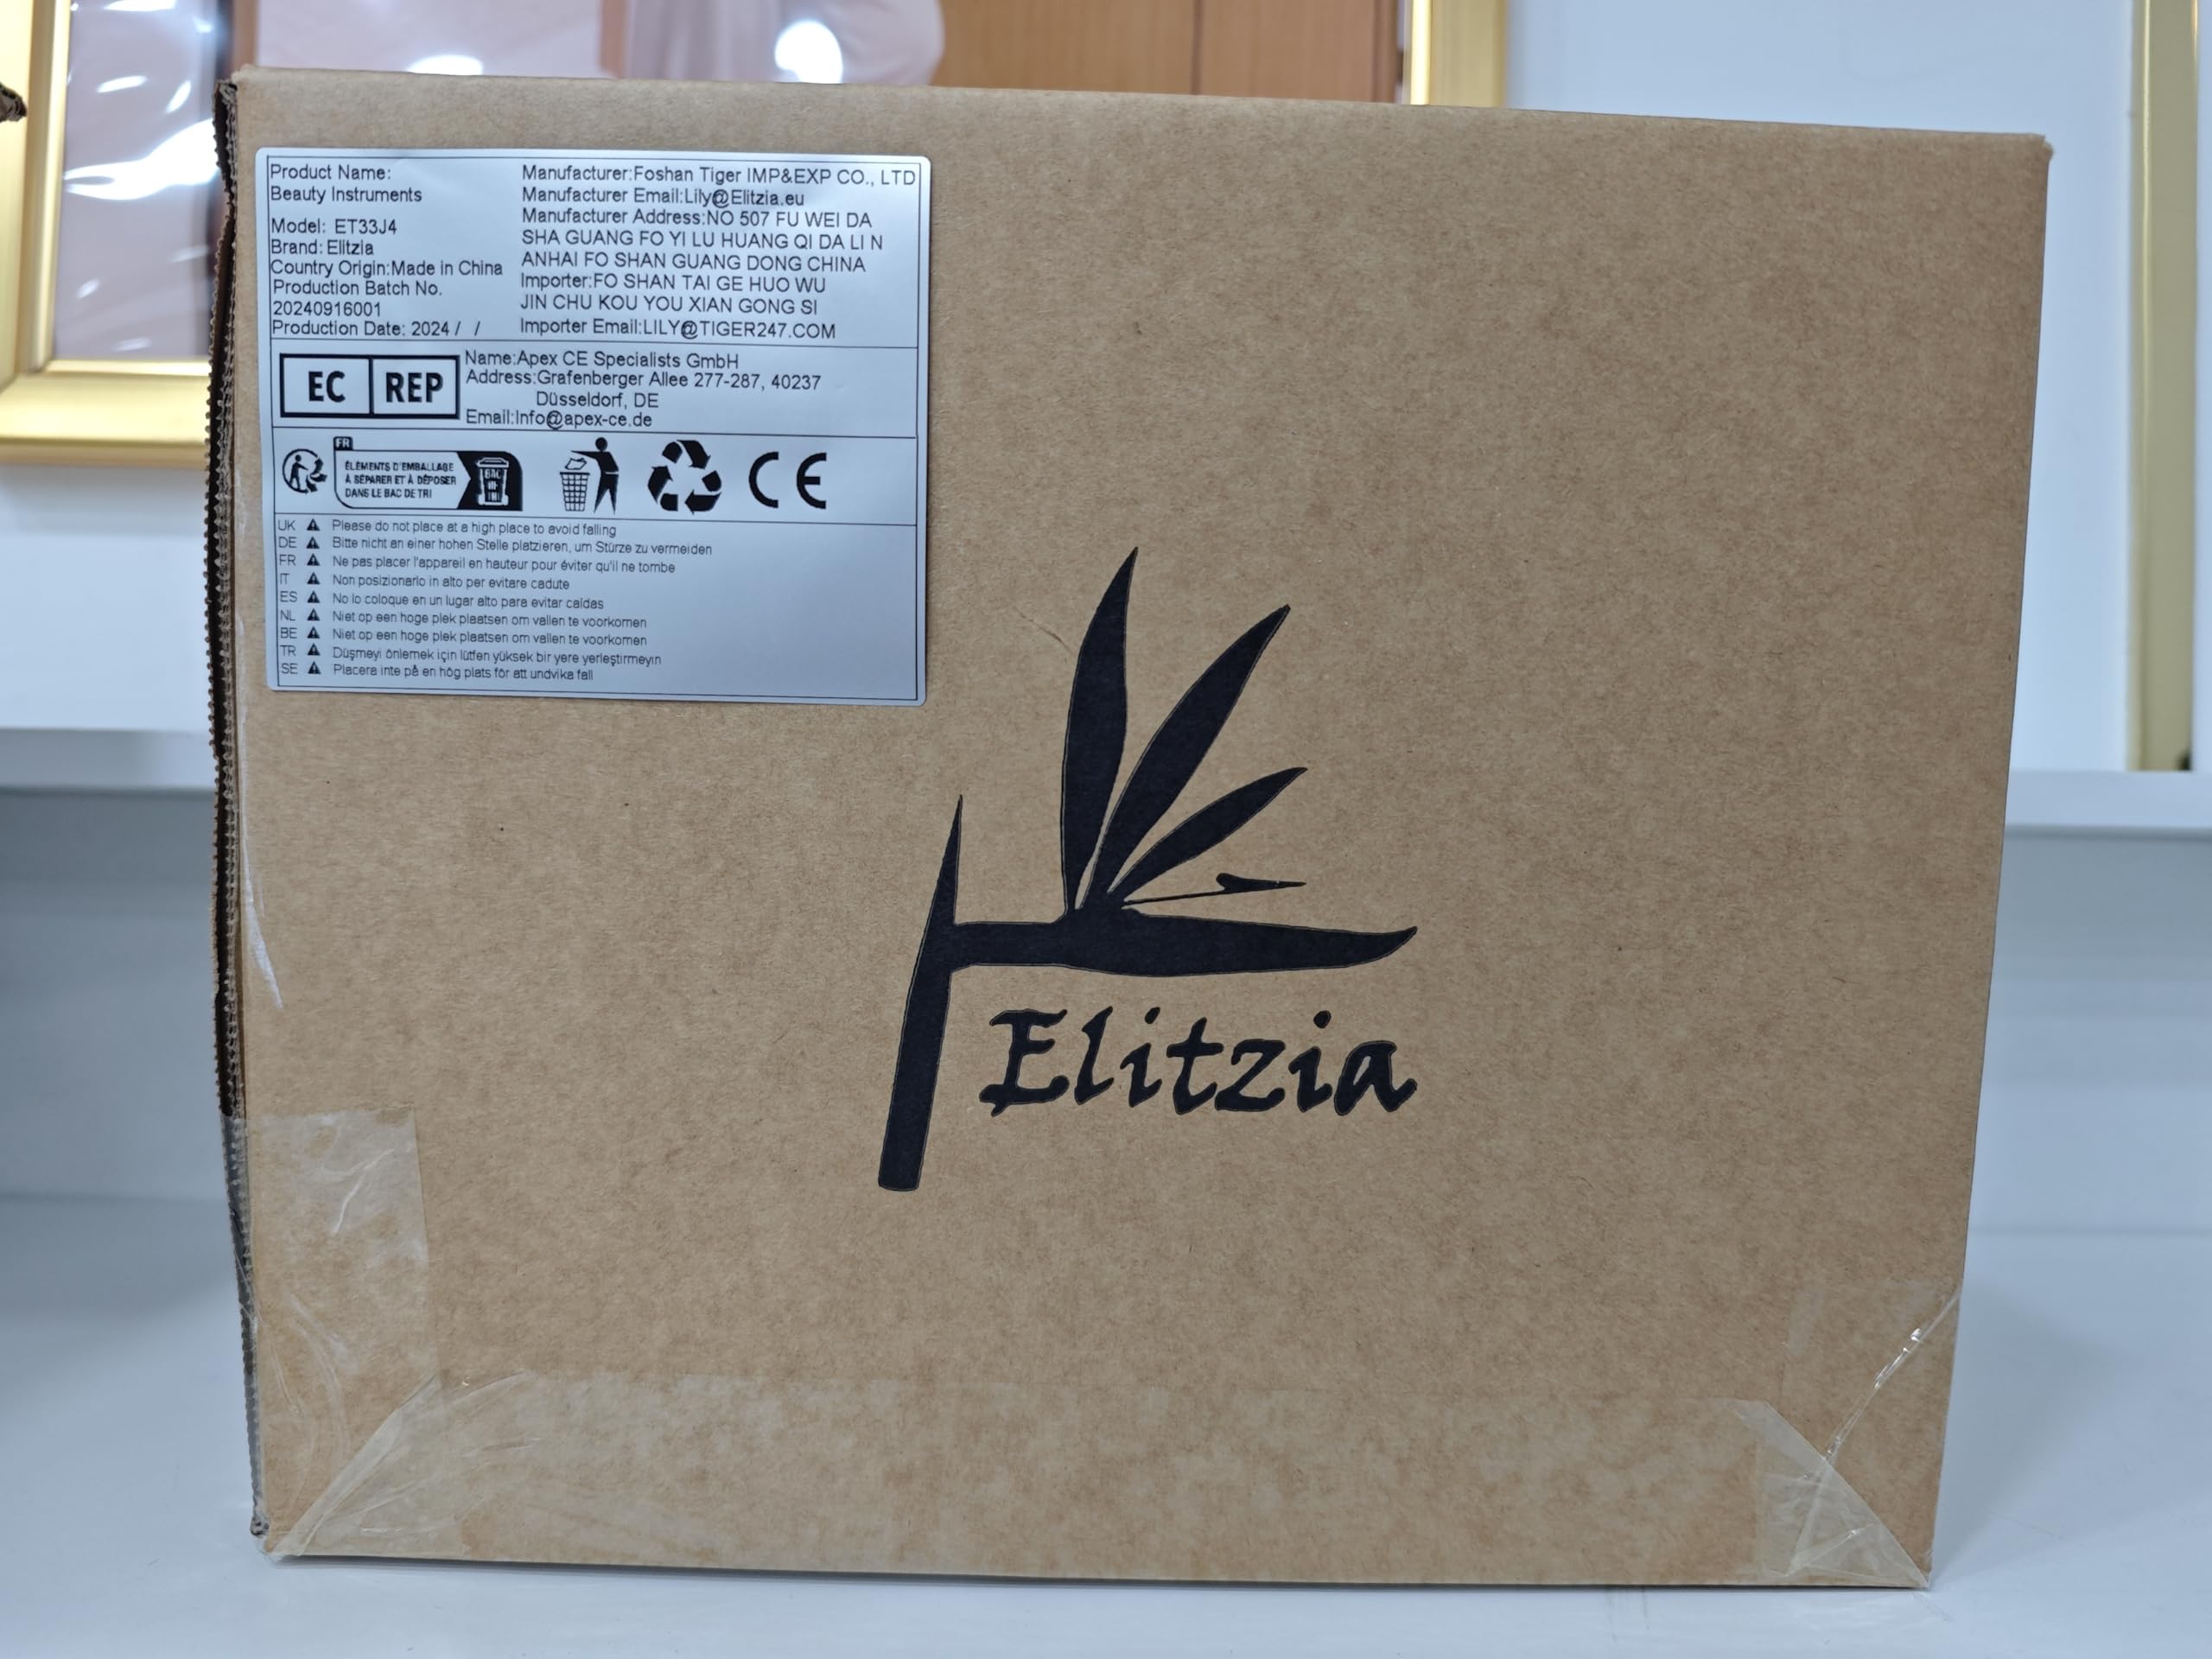 Product Name:
Beauty Instruments
Model: ET33J4
Brand: Elitzia
Country Origin:Made in China
Production Batch No.
20240916001
Production Date: 2024 / /
Manufacturer:Foshan Tiger IMP&EXP CO., LTD
Manufacturer Email:Lily@Elitzia.eu
Manufacturer Address:NO 507 FU WEI DA
SHA GUANG FO YI LU HUANG QI DA LI N
ANHAI FO SHAN GUANG DONG CHINA
Importer:FO SHAN TAI GE HUO WU
JIN CHU KOU YOU XIAN GONG SI
Importer Email:LILY@TIGER247.COM
EC REP
Name:Apex CE Specialists GmbH
Address:Grafenberger Allee 277-287, 40237
Düsseldorf, DE
Email:Info@apex-ce.de
FR
ÉLÉMENTS D'EMBALLAGE
À SÉPARER ET À DÉPOSER
DANS LE BAC DE TRI
BAC
DE
TRI
CE
UK Please do not place at a high place to avoid falling
DE Bitte nicht an einer hohen Stelle platzieren, um Stürze zu vermeiden
FR Ne pas placer l'appareil en hauteur pour éviter qu'il ne tombe
IT Non posizionarlo in alto per evitare cadute
ES No lo coloque en un lugar alto para evitar caídas
NL Niet op een hoge plek plaatsen om vallen te voorkomen
BE Niet op een hoge plek plaatsen om vallen te voorkomen
TR Düşmeyi önlemek için lütfen yüksek bir yere yerleştirmeyin
SE Placera inte på en hög plats för att undvika fall
Elitzia